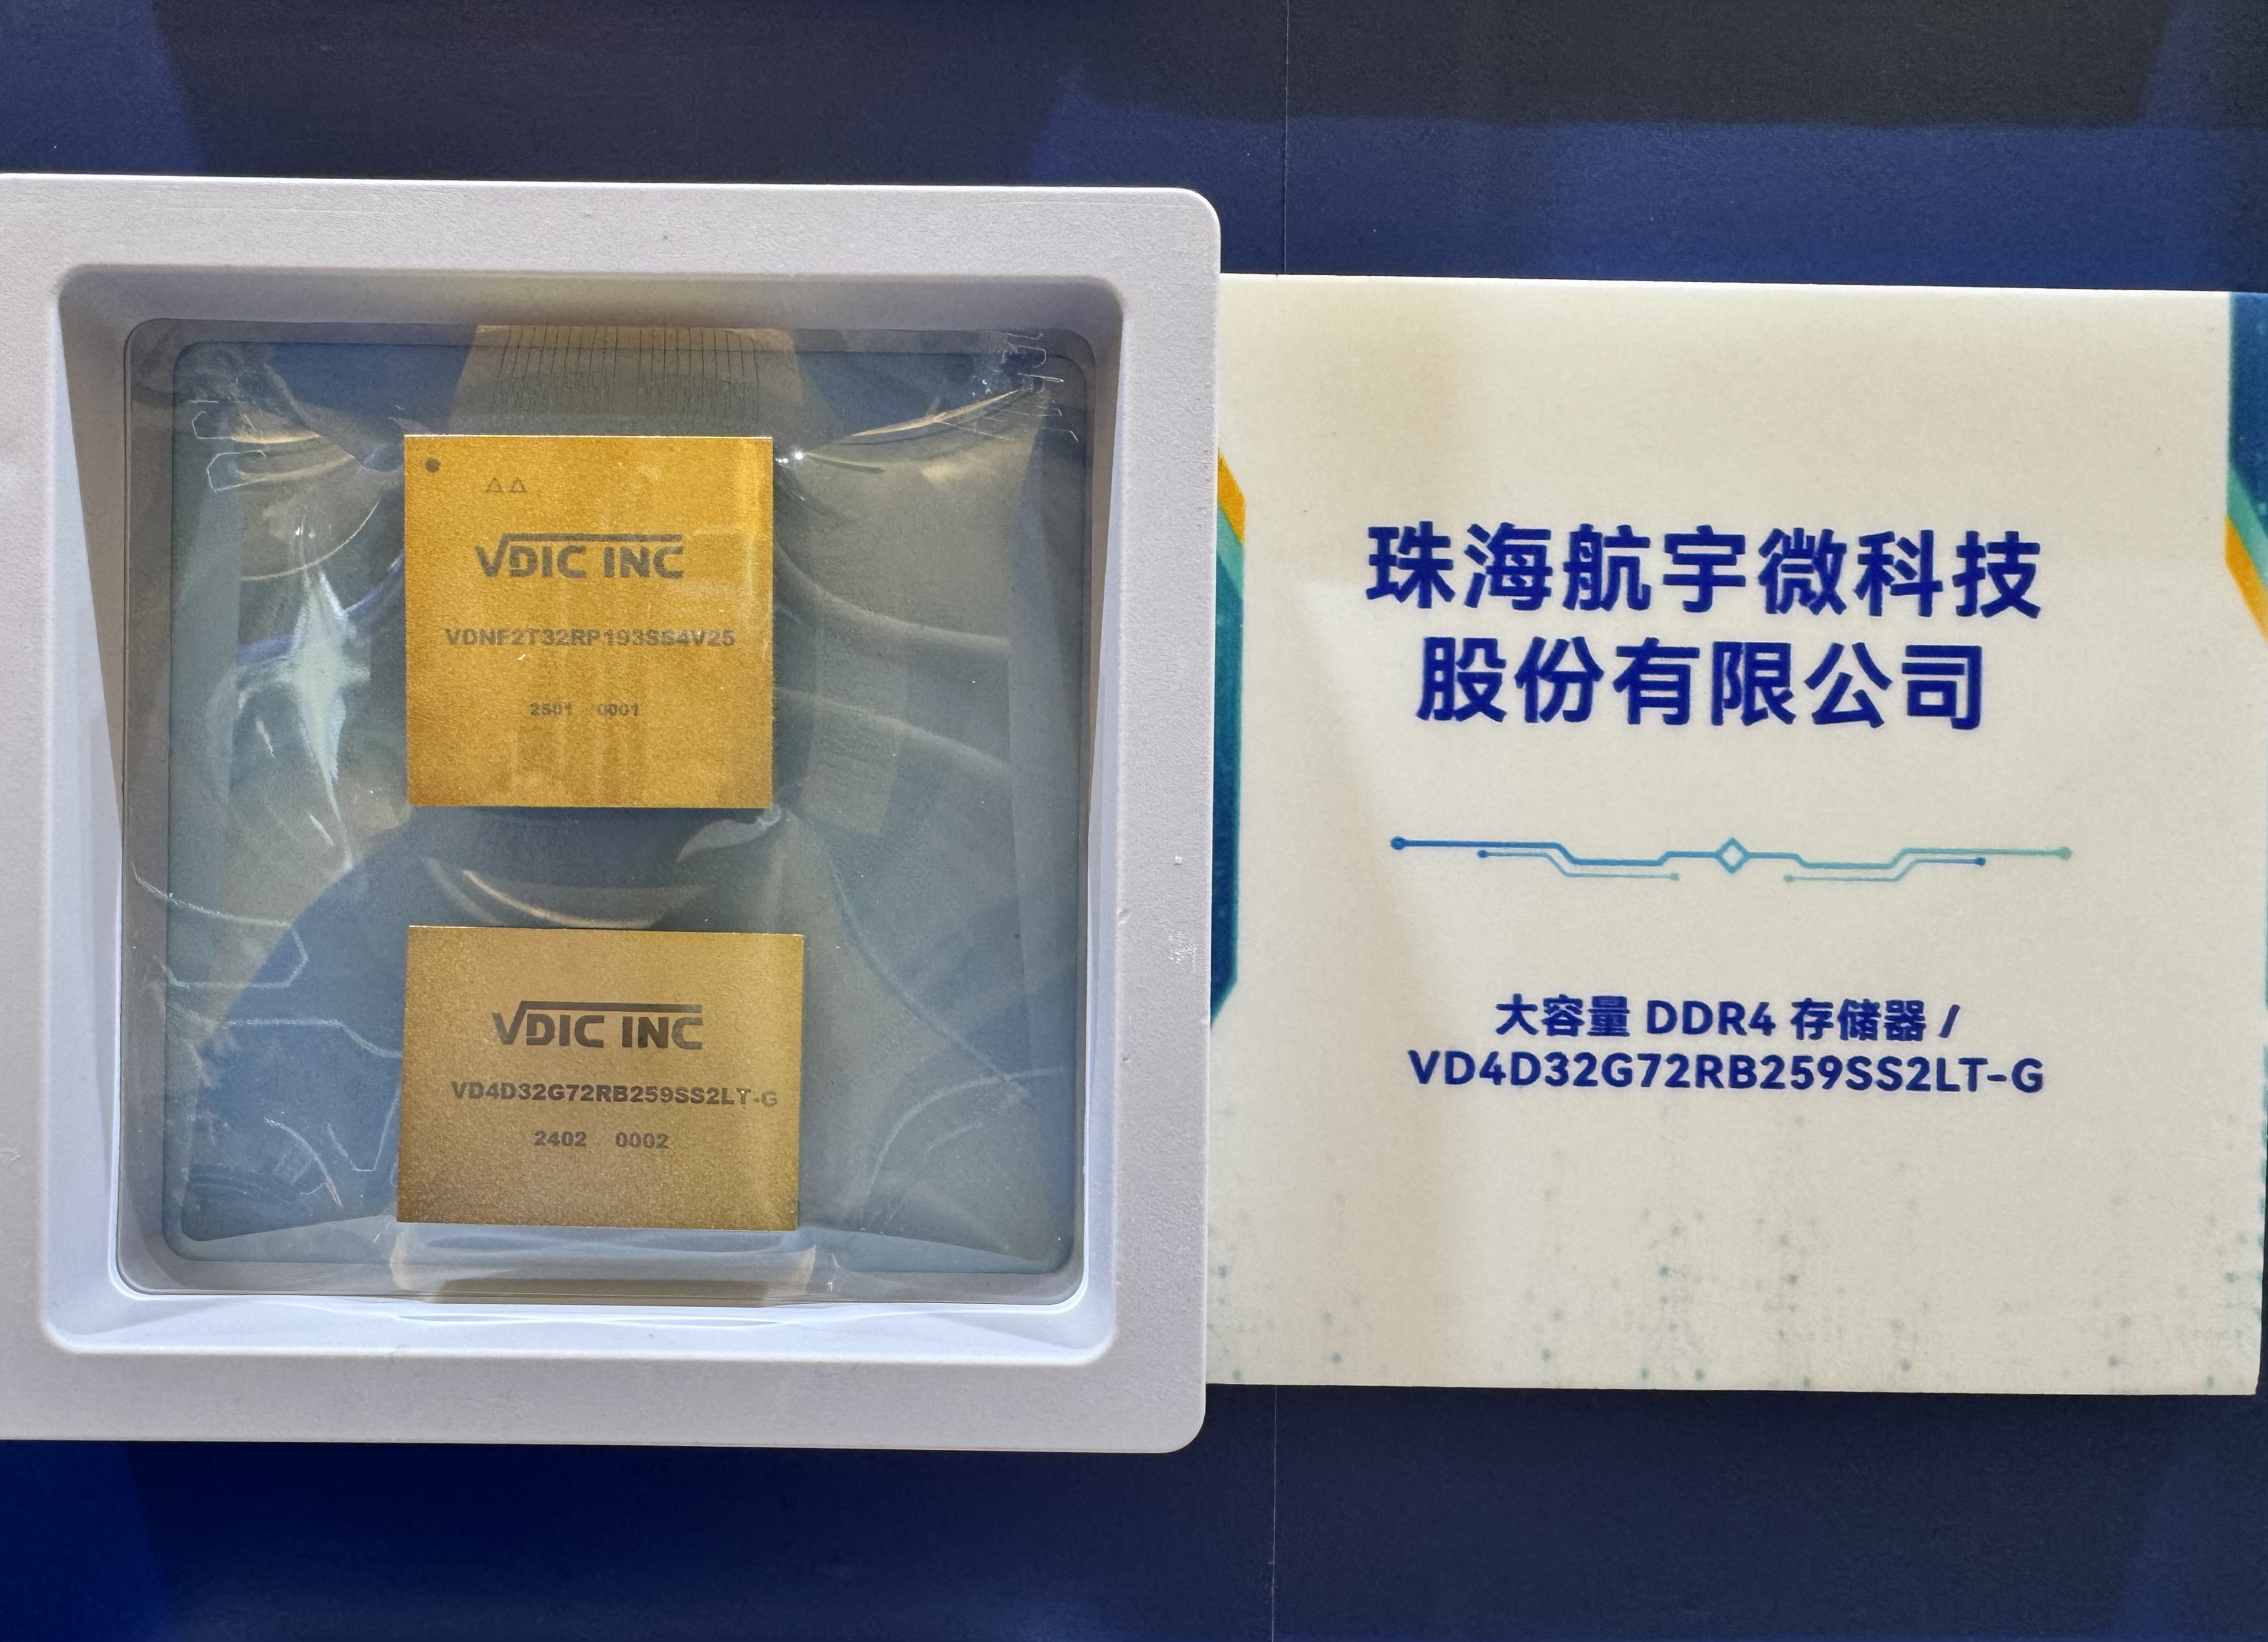 △△
VDIC INC
VDNF2T32RP193SS4V25
2501 0001
VDIC INC
VD4D32G72RB259SS2LT-G
2402 0002
珠海航宇微科技
股份有限公司
大容量 DDR4 存储器 /
VD4D32G72RB259SS2LT-G